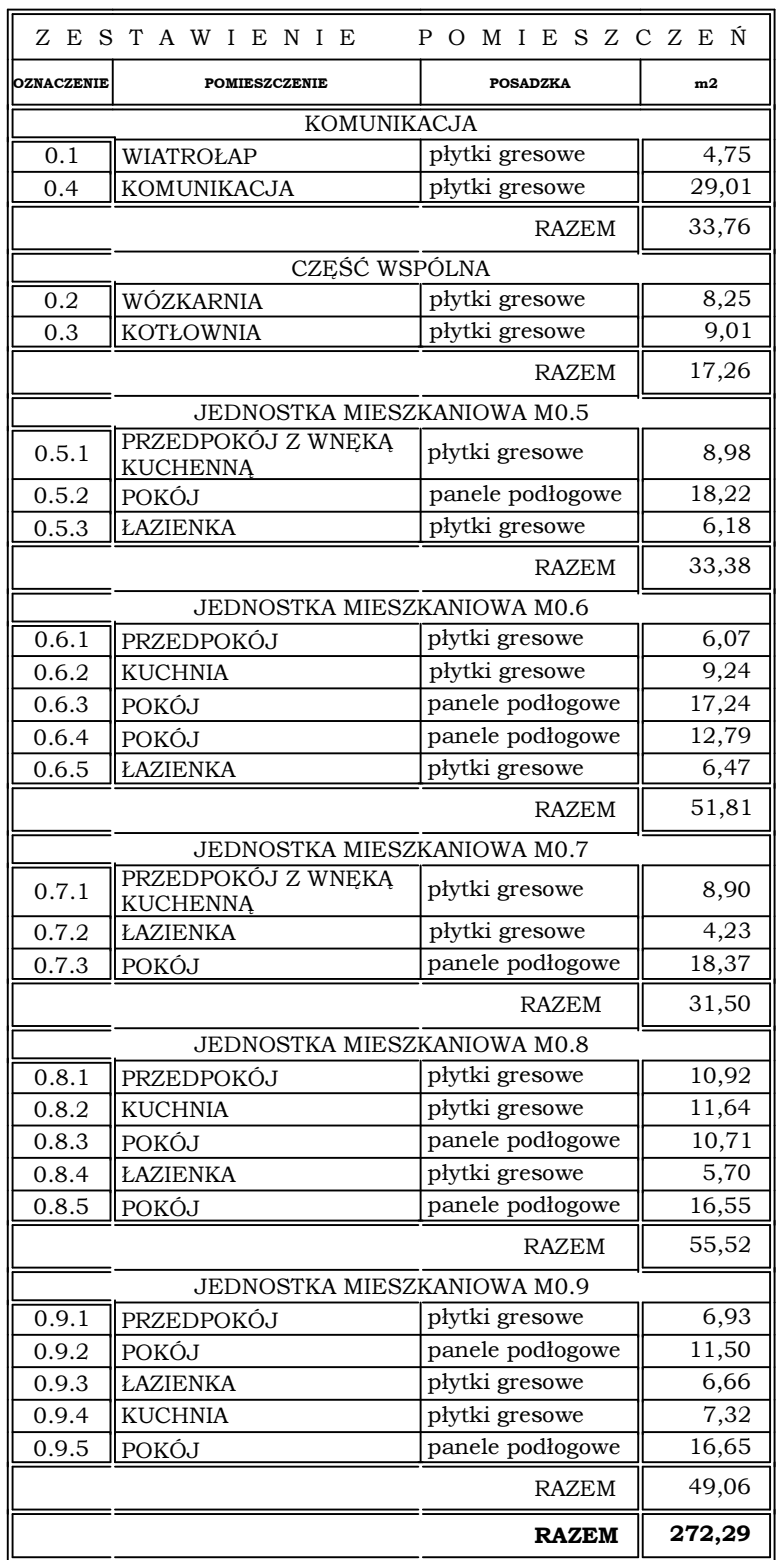 ZESTAWIENIE POMIESZCZEŃ
OZNACZENIE POMIESZCZENIE POSADZKA m2
KOMUNIKACJA
0.1 WIATROŁAP płytki gresowe 4,75
0.4 KOMUNIKACJA płytki gresowe 29,01
RAZEM 33,76
CZĘŚĆ WSPÓLNA
0.2 WÓZKARNIA płytki gresowe 8,25
0.3 KOTŁOWNIA płytki gresowe 9,01
RAZEM 17,26
JEDNOSTKA MIESZKANIOWA M0.5
0.5.1 PRZEDPOKÓJ Z WNĘKĄ
KUCHENNĄ płytki gresowe 8,98
0.5.2 POKÓJ panele podłogowe 18,22
0.5.3 ŁAZIENKA płytki gresowe 6,18
RAZEM 33,38
JEDNOSTKA MIESZKANIOWA M0.6
0.6.1 PRZEDPOKÓJ płytki gresowe 6,07
0.6.2 KUCHNIA płytki gresowe 9,24
0.6.3 POKÓJ panele podłogowe 17,24
0.6.4 POKÓJ panele podłogowe 12,79
0.6.5 ŁAZIENKA płytki gresowe 6,47
RAZEM 51,81
JEDNOSTKA MIESZKANIOWA M0.7
0.7.1 PRZEDPOKÓJ Z WNĘKĄ
KUCHENNĄ płytki gresowe 8,90
0.7.2 ŁAZIENKA płytki gresowe 4,23
0.7.3 POKÓJ panele podłogowe 18,37
RAZEM 31,50
JEDNOSTKA MIESZKANIOWA M0.8
0.8.1 PRZEDPOKÓJ płytki gresowe 10,92
0.8.2 KUCHNIA płytki gresowe 11,64
0.8.3 POKÓJ panele podłogowe 10,71
0.8.4 ŁAZIENKA płytki gresowe 5,70
0.8.5 POKÓJ panele podłogowe 16,55
RAZEM 55,52
JEDNOSTKA MIESZKANIOWA M0.9
0.9.1 PRZEDPOKÓJ płytki gresowe 6,93
0.9.2 POKÓJ panele podłogowe 11,50
0.9.3 ŁAZIENKA płytki gresowe 6,66
0.9.4 KUCHNIA płytki gresowe 7,32
0.9.5 POKÓJ panele podłogowe 16,65
RAZEM 49,06
RAZEM 272,29